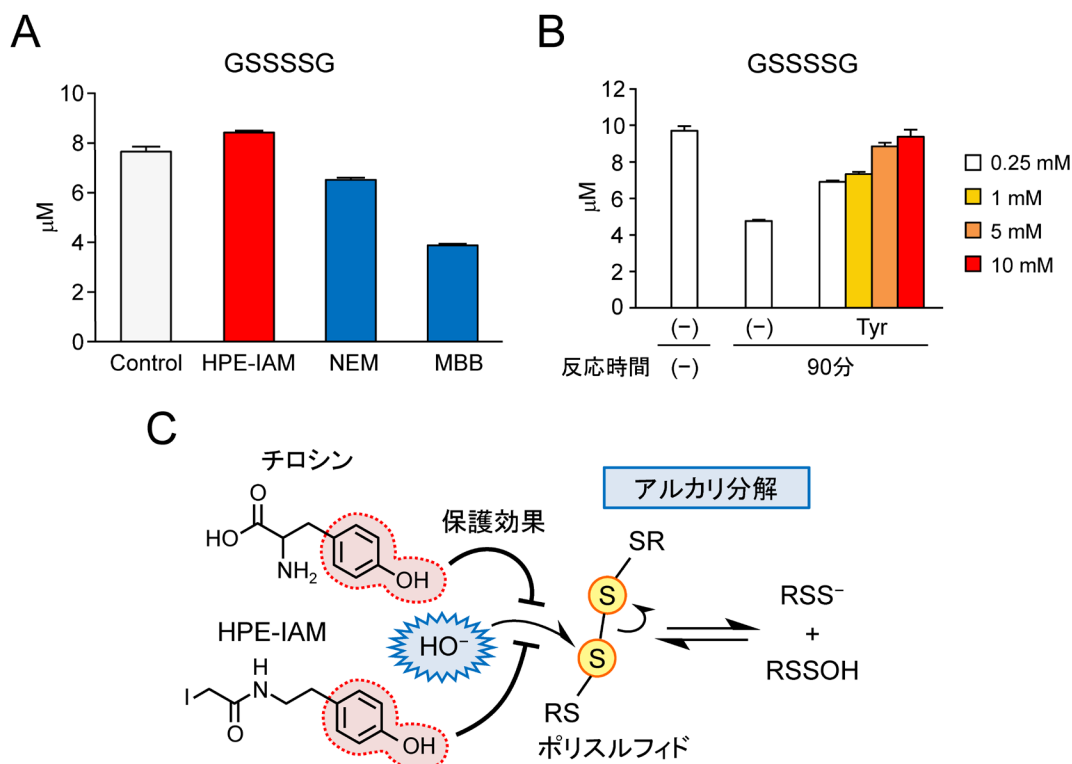 A
GSSSSG
10
8
6
4
2
0
μM
Control HPE-IAM NEM MBB
B
GSSSSG
12
10
8
6
4
2
0
μM
0.25 mM
1 mM
5 mM
10 mM
(−) (−) Tyr
反応時間 (−) 90分
C
チロシン
アルカリ分解
保護効果
O
HO
NH2
OH
SR
S
HPE-IAM
HO−
S
RSS−
+
RSSOH
H
N
I
O
OH
RS
ポリスルフィド